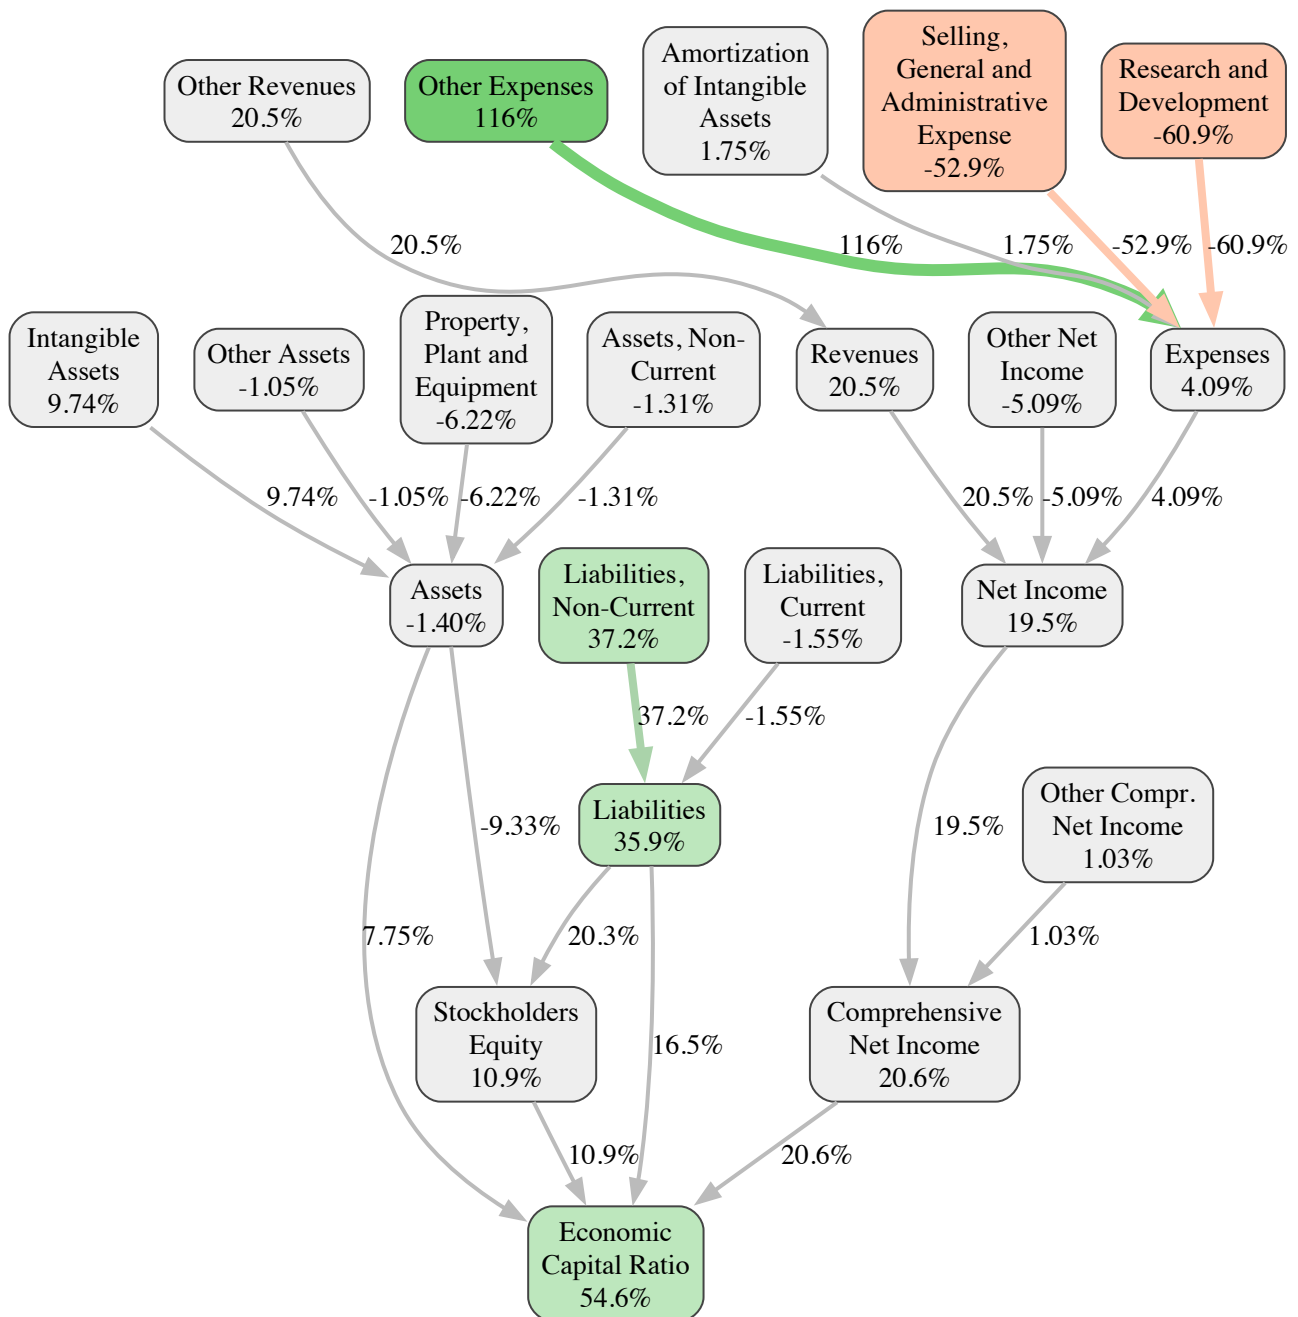 Other Revenues
20.5%
Other Expenses
116%
Amortization
of Intangible
Assets
1.75%
Selling,
General and
Administrative
Expense
-52.9%
Research and
Development
-60.9%
20.5%
116%
1.75%
-52.9%
-60.9%
Intangible
Assets
9.74%
Other Assets
-1.05%
Property,
Plant and
Equipment
-6.22%
Assets, Non-
Current
-1.31%
Revenues
20.5%
Other Net
Income
-5.09%
Expenses
4.09%
9.74%
-1.05%
-6.22%
-1.31%
20.5%
-5.09%
4.09%
Assets
-1.40%
Liabilities,
Non-Current
37.2%
Liabilities,
Current
-1.55%
Net Income
19.5%
37.2%
-1.55%
Liabilities
35.9%
Other Compr.
Net Income
1.03%
-9.33%
19.5%
7.75%
20.3%
1.03%
Stockholders
Equity
10.9%
16.5%
Comprehensive
Net Income
20.6%
10.9%
20.6%
Economic
Capital Ratio
54.6%